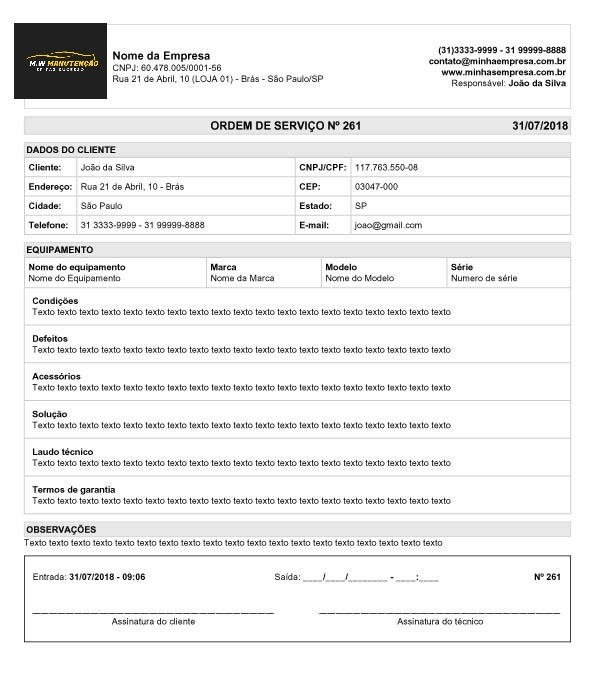 M.W MANUTENÇÃO
Nome da Empresa
CNPJ: 60.478.005/0001-56
Rua 21 de Abril, 10 (LOJA 01) - Brás - São Paulo/SP
(31)3333-9999 - 31 99999-8888
contato@minhaempresa.com.br
www.minhasempresa.com.br
Responsável: João da Silva
ORDEM DE SERVIÇO Nº 261 31/07/2018
DADOS DO CLIENTE
Cliente: João da Silva CNPJ/CPF: 117.763.550-08
Endereço: Rua 21 de Abril, 10 - Brás CEP: 03047-000
Cidade: São Paulo Estado: SP
Telefone: 31 3333-9999 - 31 99999-8888 E-mail: joao@gmail.com
EQUIPAMENTO
Nome do equipamento Marca Modelo Série
Nome do Equipamento Nome da Marca Nome do Modelo Numero de série
Condições
Texto texto texto texto texto texto texto texto texto texto texto texto texto texto texto texto texto texto texto
Defeitos
Texto texto texto texto texto texto texto texto texto texto texto texto texto texto texto texto texto texto texto
Acessórios
Texto texto texto texto texto texto texto texto texto texto texto texto texto texto texto texto texto texto texto
Solução
Texto texto texto texto texto texto texto texto texto texto texto texto texto texto texto texto texto texto texto
Laudo técnico
Texto texto texto texto texto texto texto texto texto texto texto texto texto texto texto texto texto texto texto
Termos de garantia
Texto texto texto texto texto texto texto texto texto texto texto texto texto texto texto texto texto texto texto
OBSERVAÇÕES
Texto texto texto texto texto texto texto texto texto texto texto texto texto texto texto texto texto texto texto
Entrada: 31/07/2018 - 09:06 Saída: ____/____/________ - ____:____ Nº 261
Assinatura do cliente Assinatura do técnico